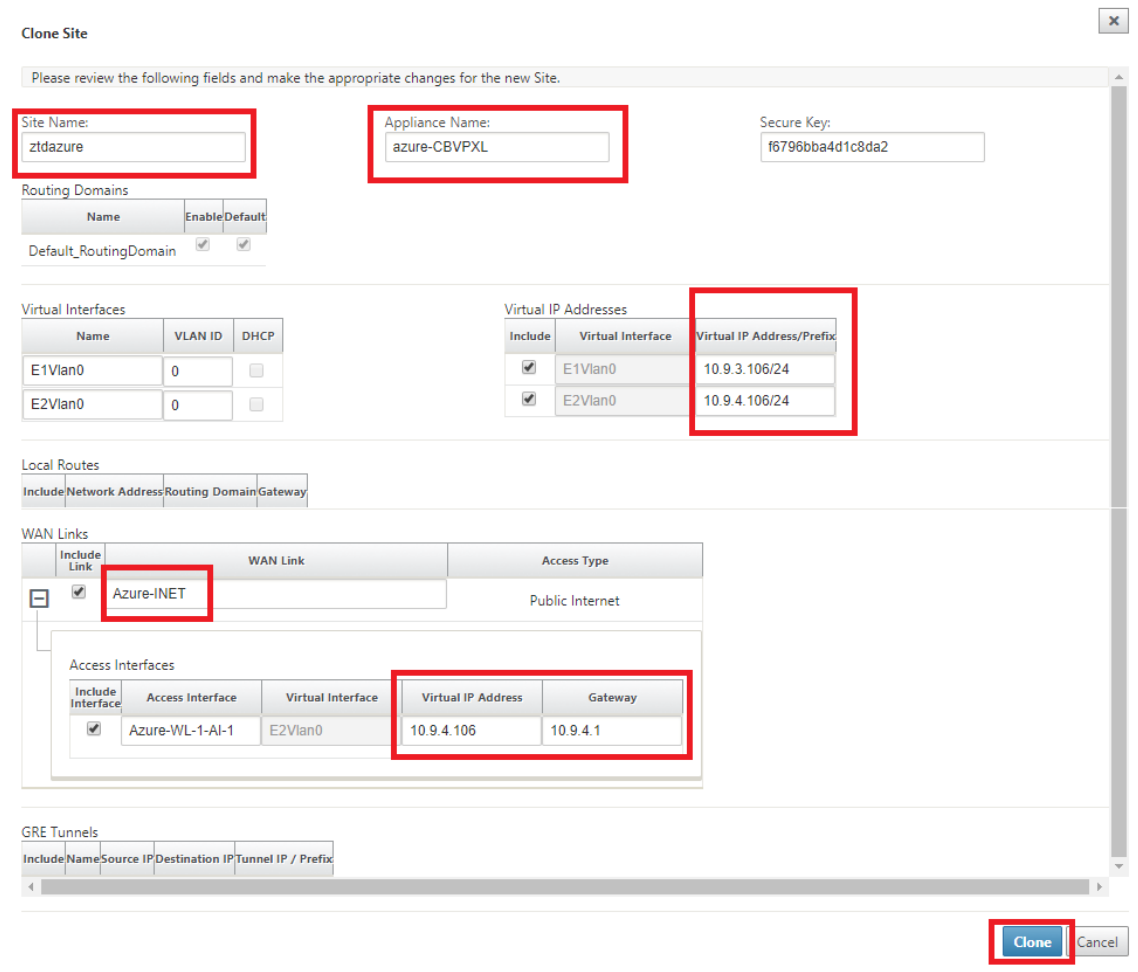 Clone Site
x
Please review the following fields and make the appropriate changes for the new Site.
Site Name: Appliance Name: Secure Key:
ztdazure azure-CBVPXL f6796bba4d1c8da2
Routing Domains
Name Enable Default
Default_RoutingDomain
Virtual Interfaces Virtual IP Addresses
Name VLAN ID DHCP Include Virtual Interface Virtual IP Address/Prefix
E1Vlan0 0 E1Vlan0 10.9.3.106/24
E2Vlan0 0 E2Vlan0 10.9.4.106/24
Local Routes
Include Network Address Routing Domain Gateway
WAN Links
Include Link WAN Link Access Type
Azure-INET Public Internet
Access Interfaces
Include Interface Access Interface Virtual Interface Virtual IP Address Gateway
Azure-WL-1-AI-1 E2Vlan0 10.9.4.106 10.9.4.1
GRE Tunnels
Include Name Source IP Destination IP Tunnel IP / Prefix
Clone Cancel